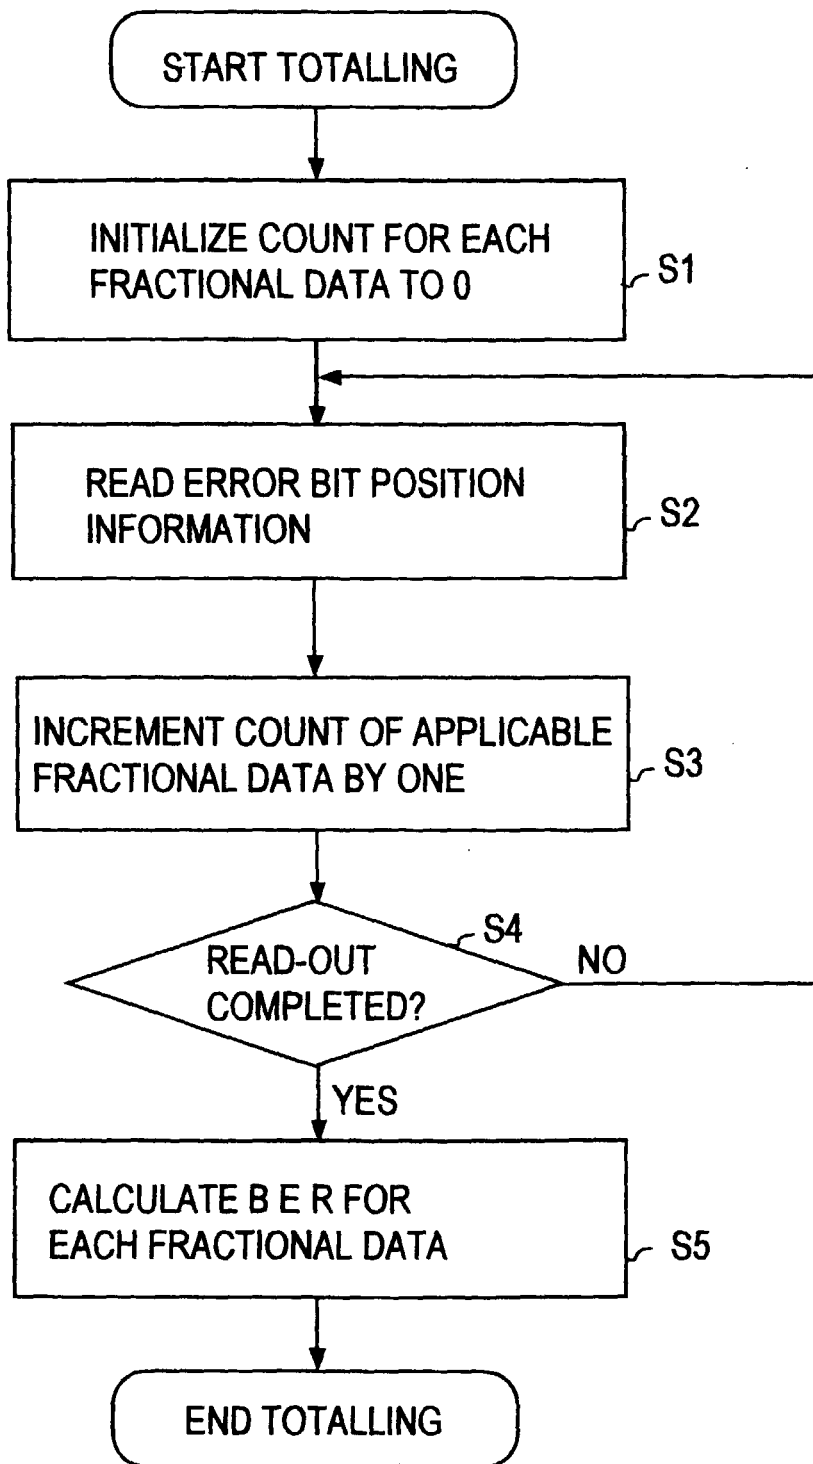 START TOTALLING
INITIALIZE COUNT FOR EACH
FRACTIONAL DATA TO 0
S1
READ ERROR BIT POSITION
INFORMATION
S2
INCREMENT COUNT OF APPLICABLE
FRACTIONAL DATA BY ONE
S3
S4
READ-OUT
COMPLETED?
NO
YES
CALCULATE B E R FOR
EACH FRACTIONAL DATA
S5
END TOTALLING